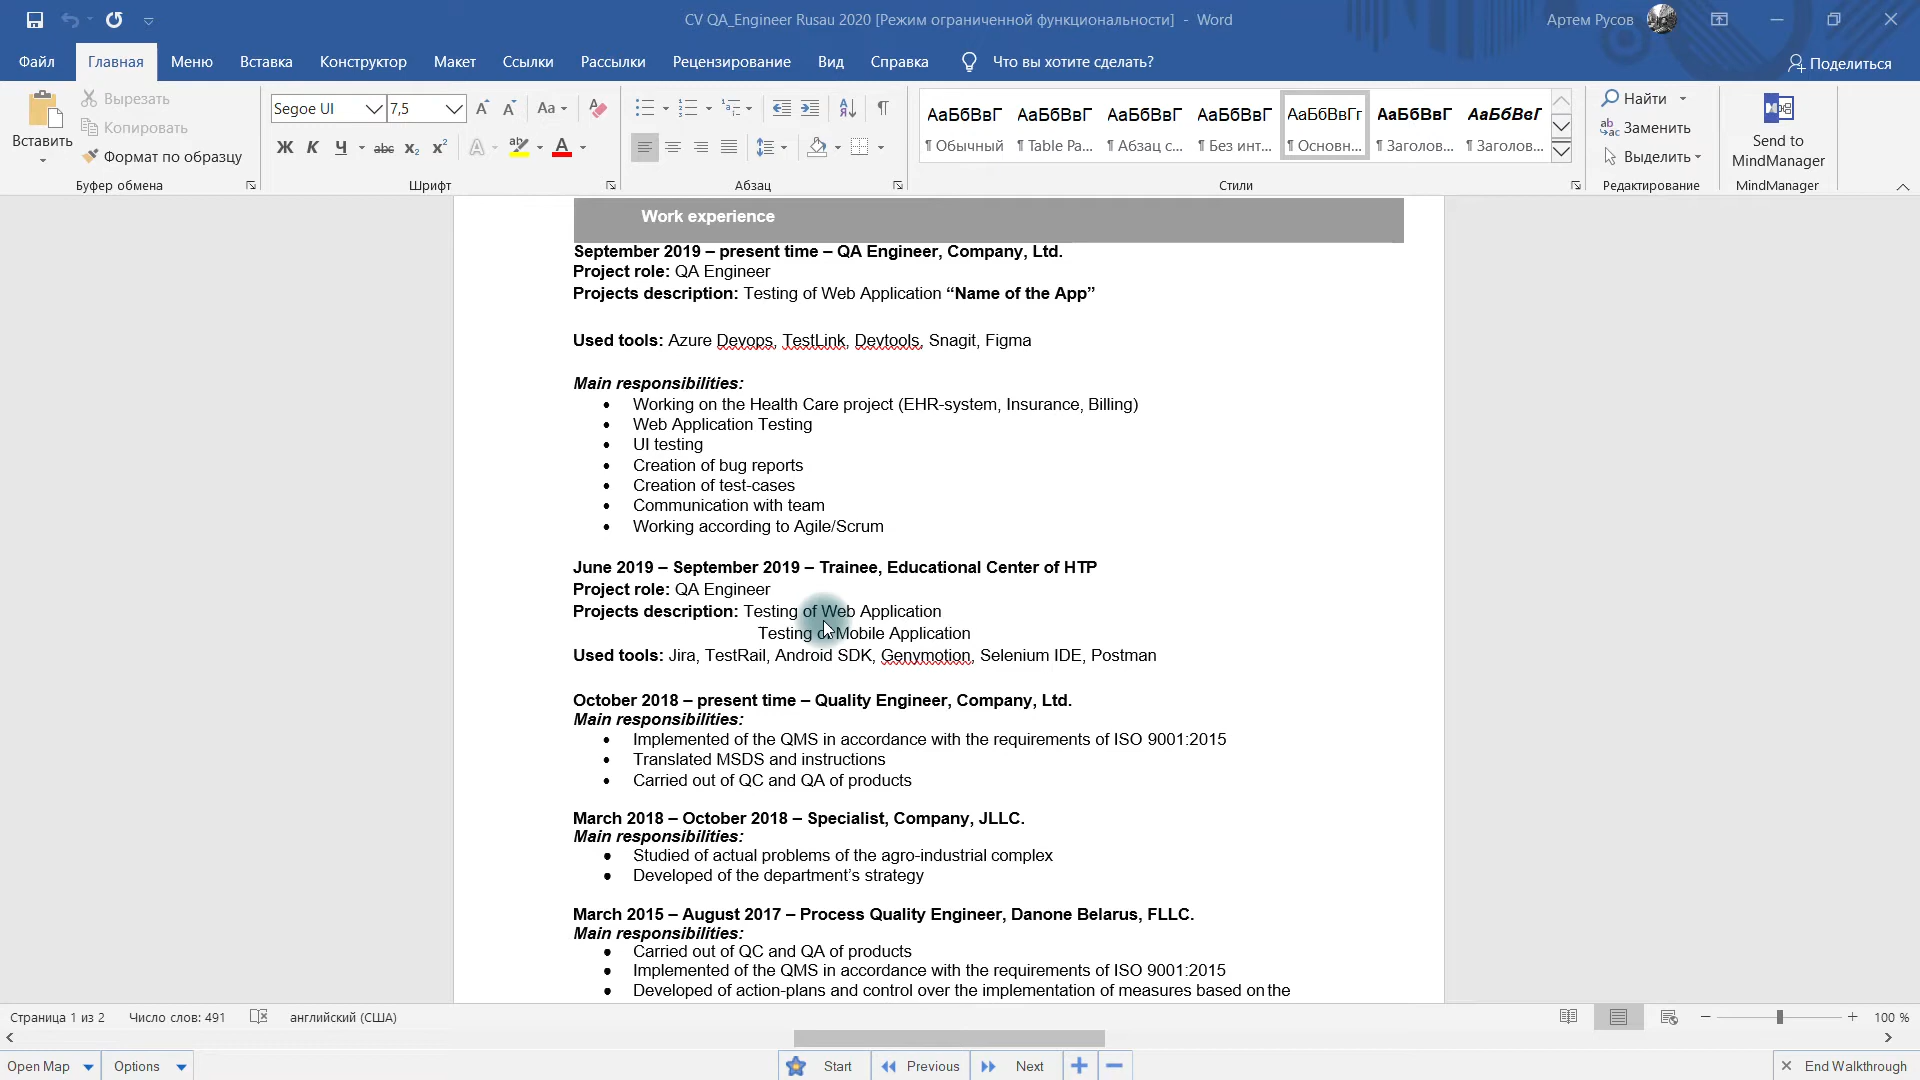 CV QA_Engineer Rusau 2020 [Режим ограниченной функциональности] - Word
Артем Русов
Файл Главная Меню Вставка Конструктор Макет Ссылки Рассылки Рецензирование Вид Справка Что вы хотите сделать? Поделиться
Вставить
Вырезать
Копировать
Формат по образцу
Буфер обмена
Segoe UI 7,5
Aa
Ж К Ч abc x₂ x² A aby A
Шрифт
Абзац
АаБбВвГ АаБбВвГ АаБбВвГ АаБбВвГ АаБбВвГг АаБбВвГ АаБбВвГ
¶ Обычный ¶ Table Pa... ¶ Абзац с... ¶ Без инт... ¶ Основн... ¶ Заголов... ¶ Заголов...
Стили
Найти
Заменить
Выделить
Редактирование
Send to
MindManager
MindManager
Work experience
September 2019 – present time – QA Engineer, Company, Ltd.
Project role: QA Engineer
Projects description: Testing of Web Application “Name of the App”
Used tools: Azure Devops, TestLink, Devtools, Snagit, Figma
Main responsibilities:
• Working on the Health Care project (EHR-system, Insurance, Billing)
• Web Application Testing
• UI testing
• Creation of bug reports
• Creation of test-cases
• Communication with team
• Working according to Agile/Scrum
June 2019 – September 2019 – Trainee, Educational Center of HTP
Project role: QA Engineer
Projects description: Testing of Web Application
Testing of Mobile Application
Used tools: Jira, TestRail, Android SDK, Genymotion, Selenium IDE, Postman
October 2018 – present time – Quality Engineer, Company, Ltd.
Main responsibilities:
• Implemented of the QMS in accordance with the requirements of ISO 9001:2015
• Translated MSDS and instructions
• Carried out of QC and QA of products
March 2018 – October 2018 – Specialist, Company, JLLC.
Main responsibilities:
• Studied of actual problems of the agro-industrial complex
• Developed of the department’s strategy
March 2015 – August 2017 – Process Quality Engineer, Danone Belarus, FLLC.
Main responsibilities:
• Carried out of QC and QA of products
• Implemented of the QMS in accordance with the requirements of ISO 9001:2015
• Developed of action-plans and control over the implementation of measures based on the
Страница 1 из 2 Число слов: 491 английский (США) 100 %
Open Map Options Start Previous Next End Walkthrough